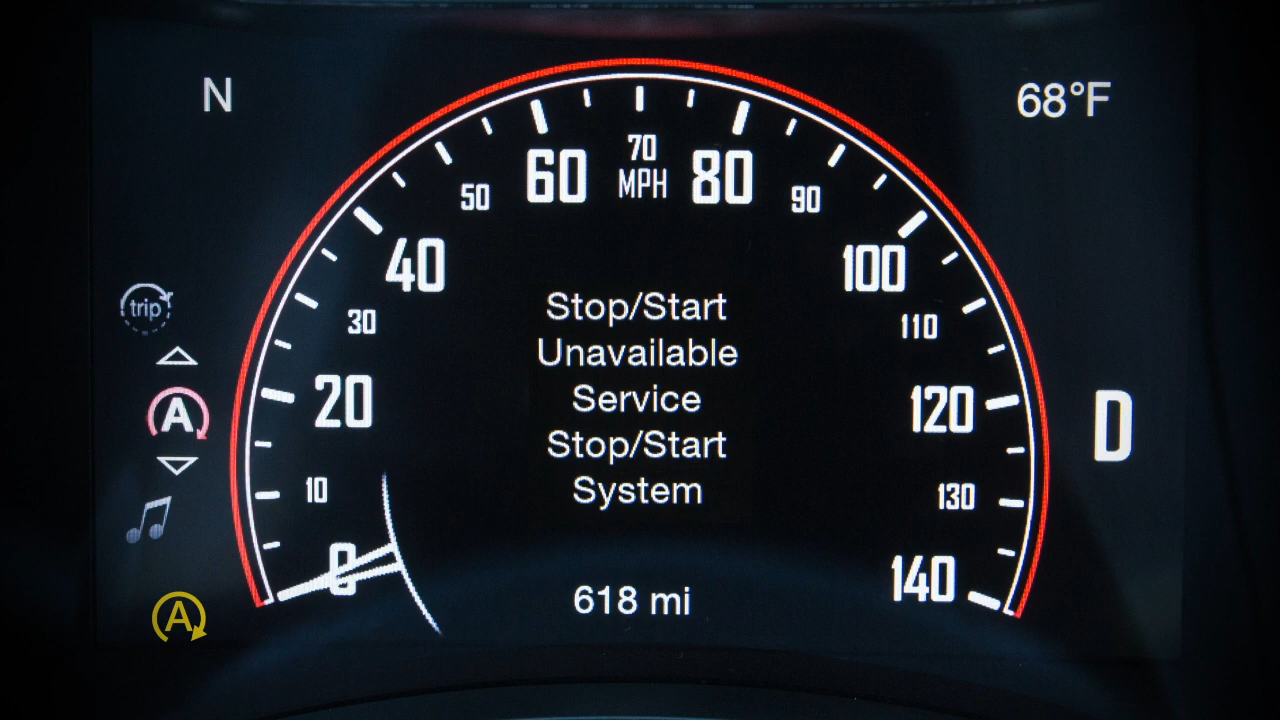 N
68°F
70
MPH
60
80
50
90
40
100
30
110
20
120
10
130
0
140
trip
A
A
Stop/Start
Unavailable
Service
Stop/Start
System
618 mi
D